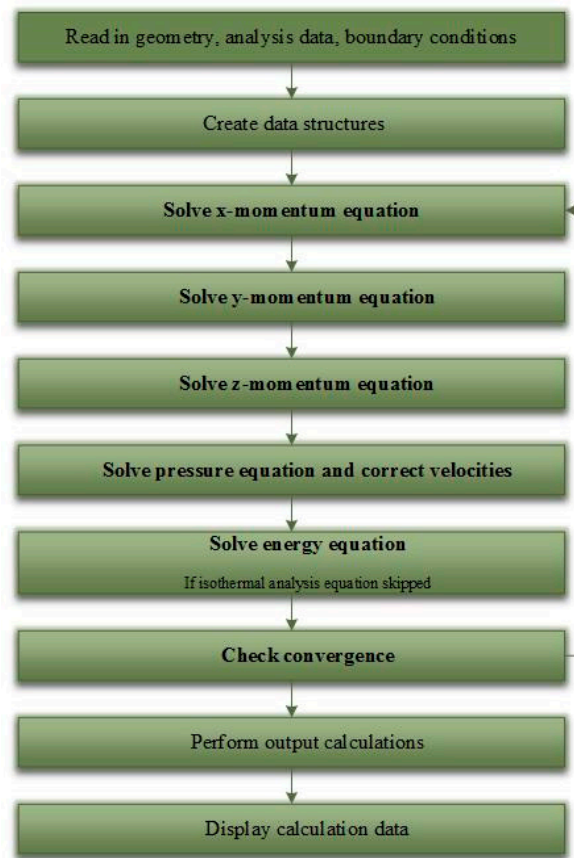 Read in geometry, analysis data, boundary conditions
Create data structures
Solve x-momentum equation
Solve y-momentum equation
Solve z-momentum equation
Solve pressure equation and correct velocities
Solve energy equation
If isothermal analysis equation skipped
Check convergence
Perform output calculations
Display calculation data